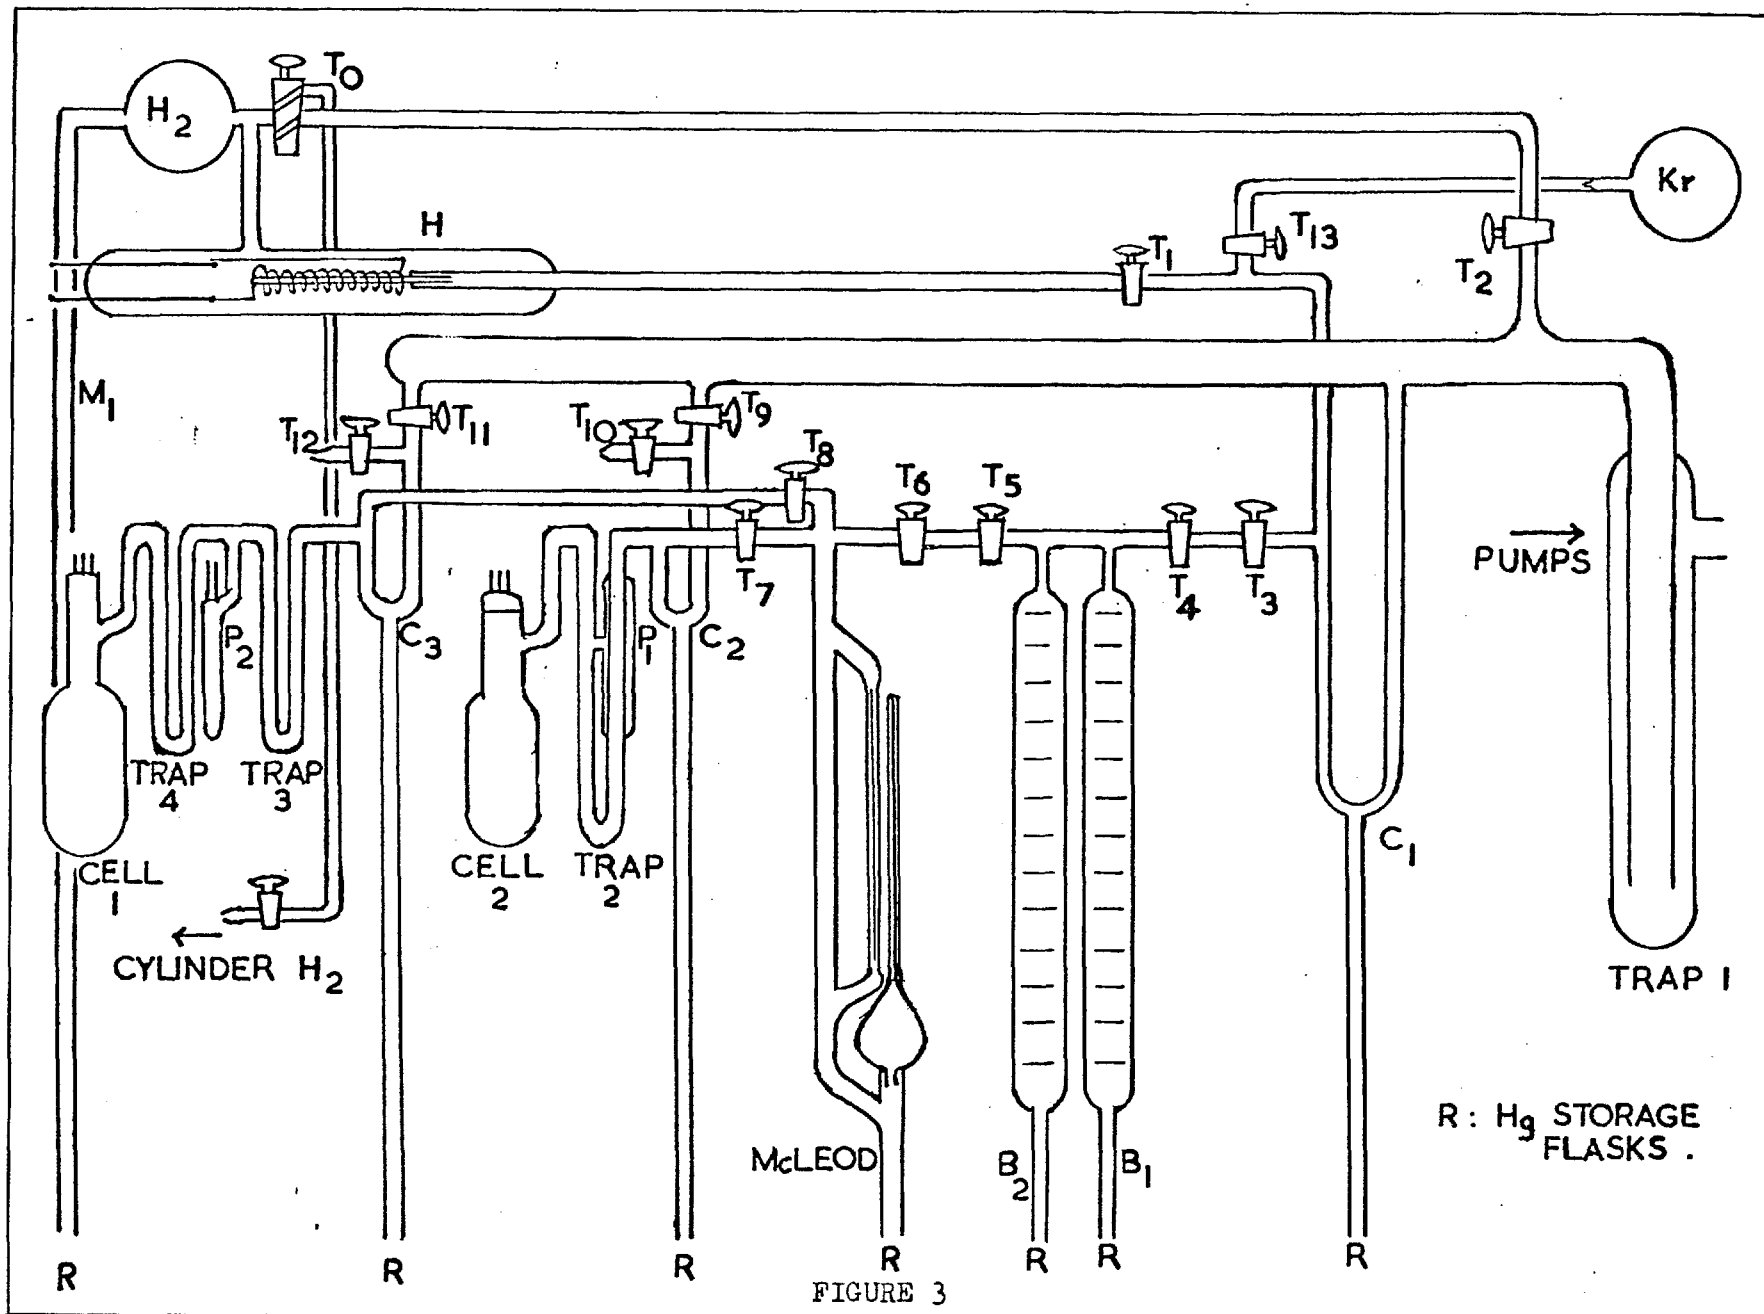 T0
H2
Kr
H
T1
T13
T2
M1
T12
T11
T10
T9
T8
T6
T5
T7
T4
T3
PUMPS
P2
C3
P1
C2
TRAP
4
TRAP
3
CELL
1
CELL
2
TRAP
2
C1
CYLINDER H2
TRAP 1
McLEOD
B2
B1
R : Hg STORAGE
FLASKS .
R
R
R
R
R
R
R
FIGURE 3